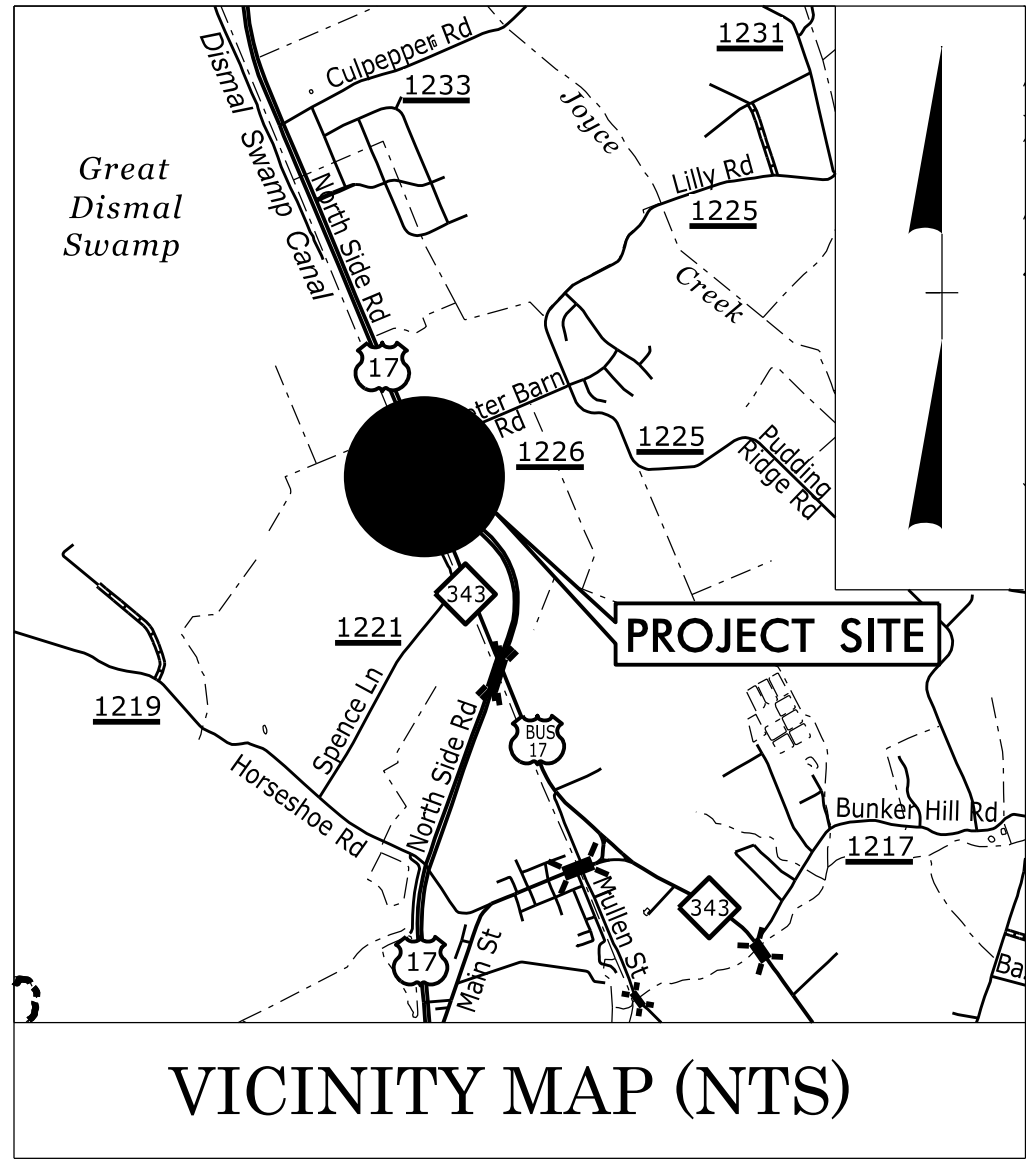 1231
Culpepper Rd
1233
Dismal Swamp Canal
Joyce
Great
Dismal
Swamp
Lilly Rd
1225
North Side Rd
Creek
17
Barn
Rd
1226
1225
Pudding
Ridge Rd
343
1221
PROJECT SITE
1219
Spence Ln
North Side Rd
BUS
17
Horseshoe Rd
Bunker Hill Rd
1217
Mullen St
343
Main St
17
VICINITY MAP (NTS)